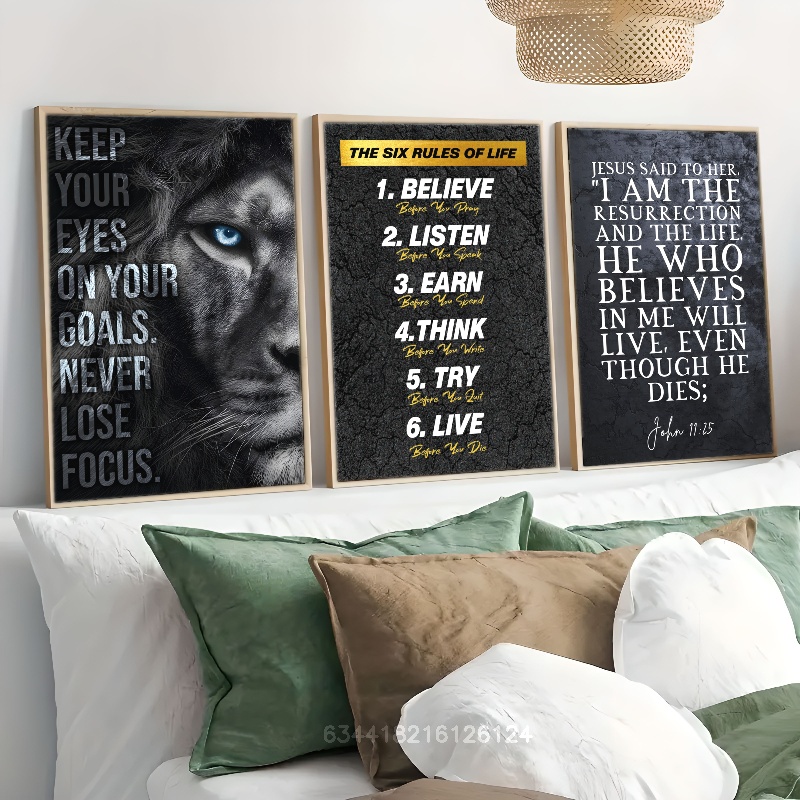 KEEP
YOUR
EYES
ON YOUR
GOALS.
NEVER
LOSE
FOCUS.
THE SIX RULES OF LIFE
1. BELIEVE
Before You Pray
2. LISTEN
Before You Speak
3. EARN
Before You Spend
4.THINK
Before You Write
5. TRY
Before You Quit
6. LIVE
Before You Die
JESUS SAID TO HER,
"I AM THE
RESURRECTION
AND THE LIFE.
HE WHO
BELIEVES
IN ME WILL
LIVE, EVEN
THOUGH HE
DIES;
John 11:25
634418216126124